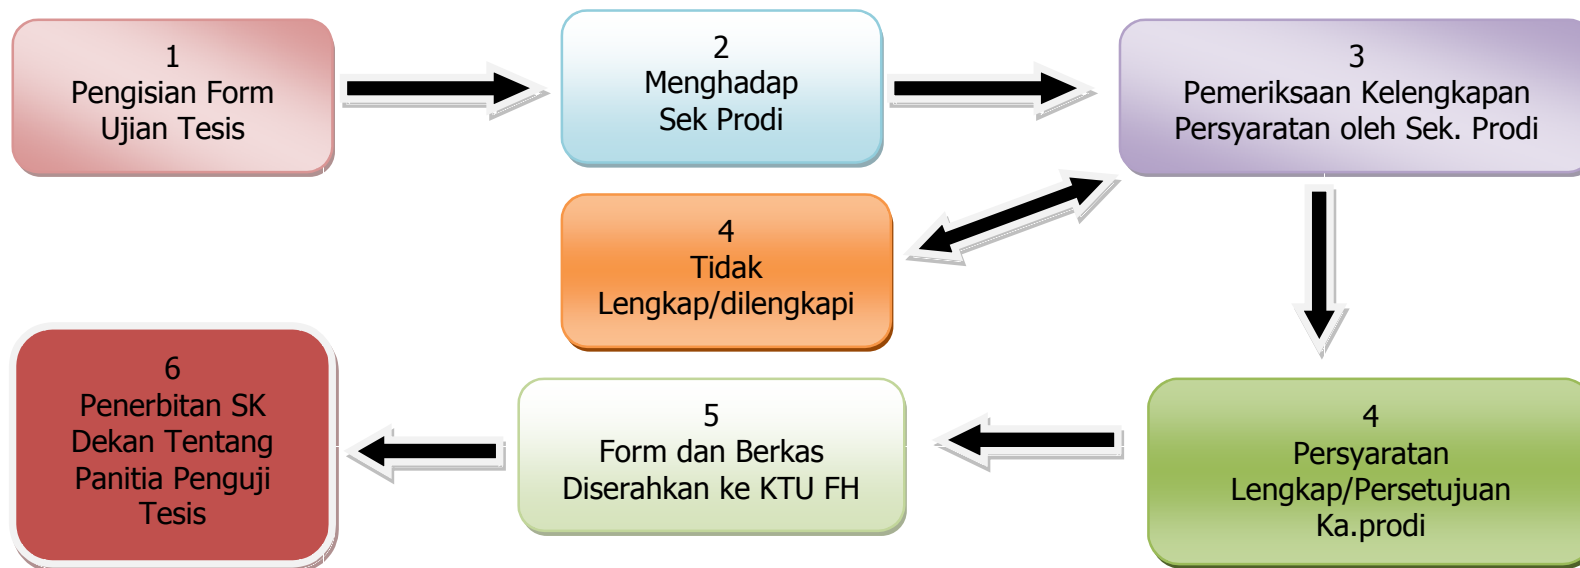 1
Pengisian Form
Ujian Tesis
2
Menghadap
Sek Prodi
3
Pemeriksaan Kelengkapan
Persyaratan oleh Sek. Prodi
4
Tidak
Lengkap/dilengkapi
4
Persyaratan
Lengkap/Persetujuan
Ka.prodi
5
Form dan Berkas
Diserahkan ke KTU FH
6
Penerbitan SK
Dekan Tentang
Panitia Penguji
Tesis